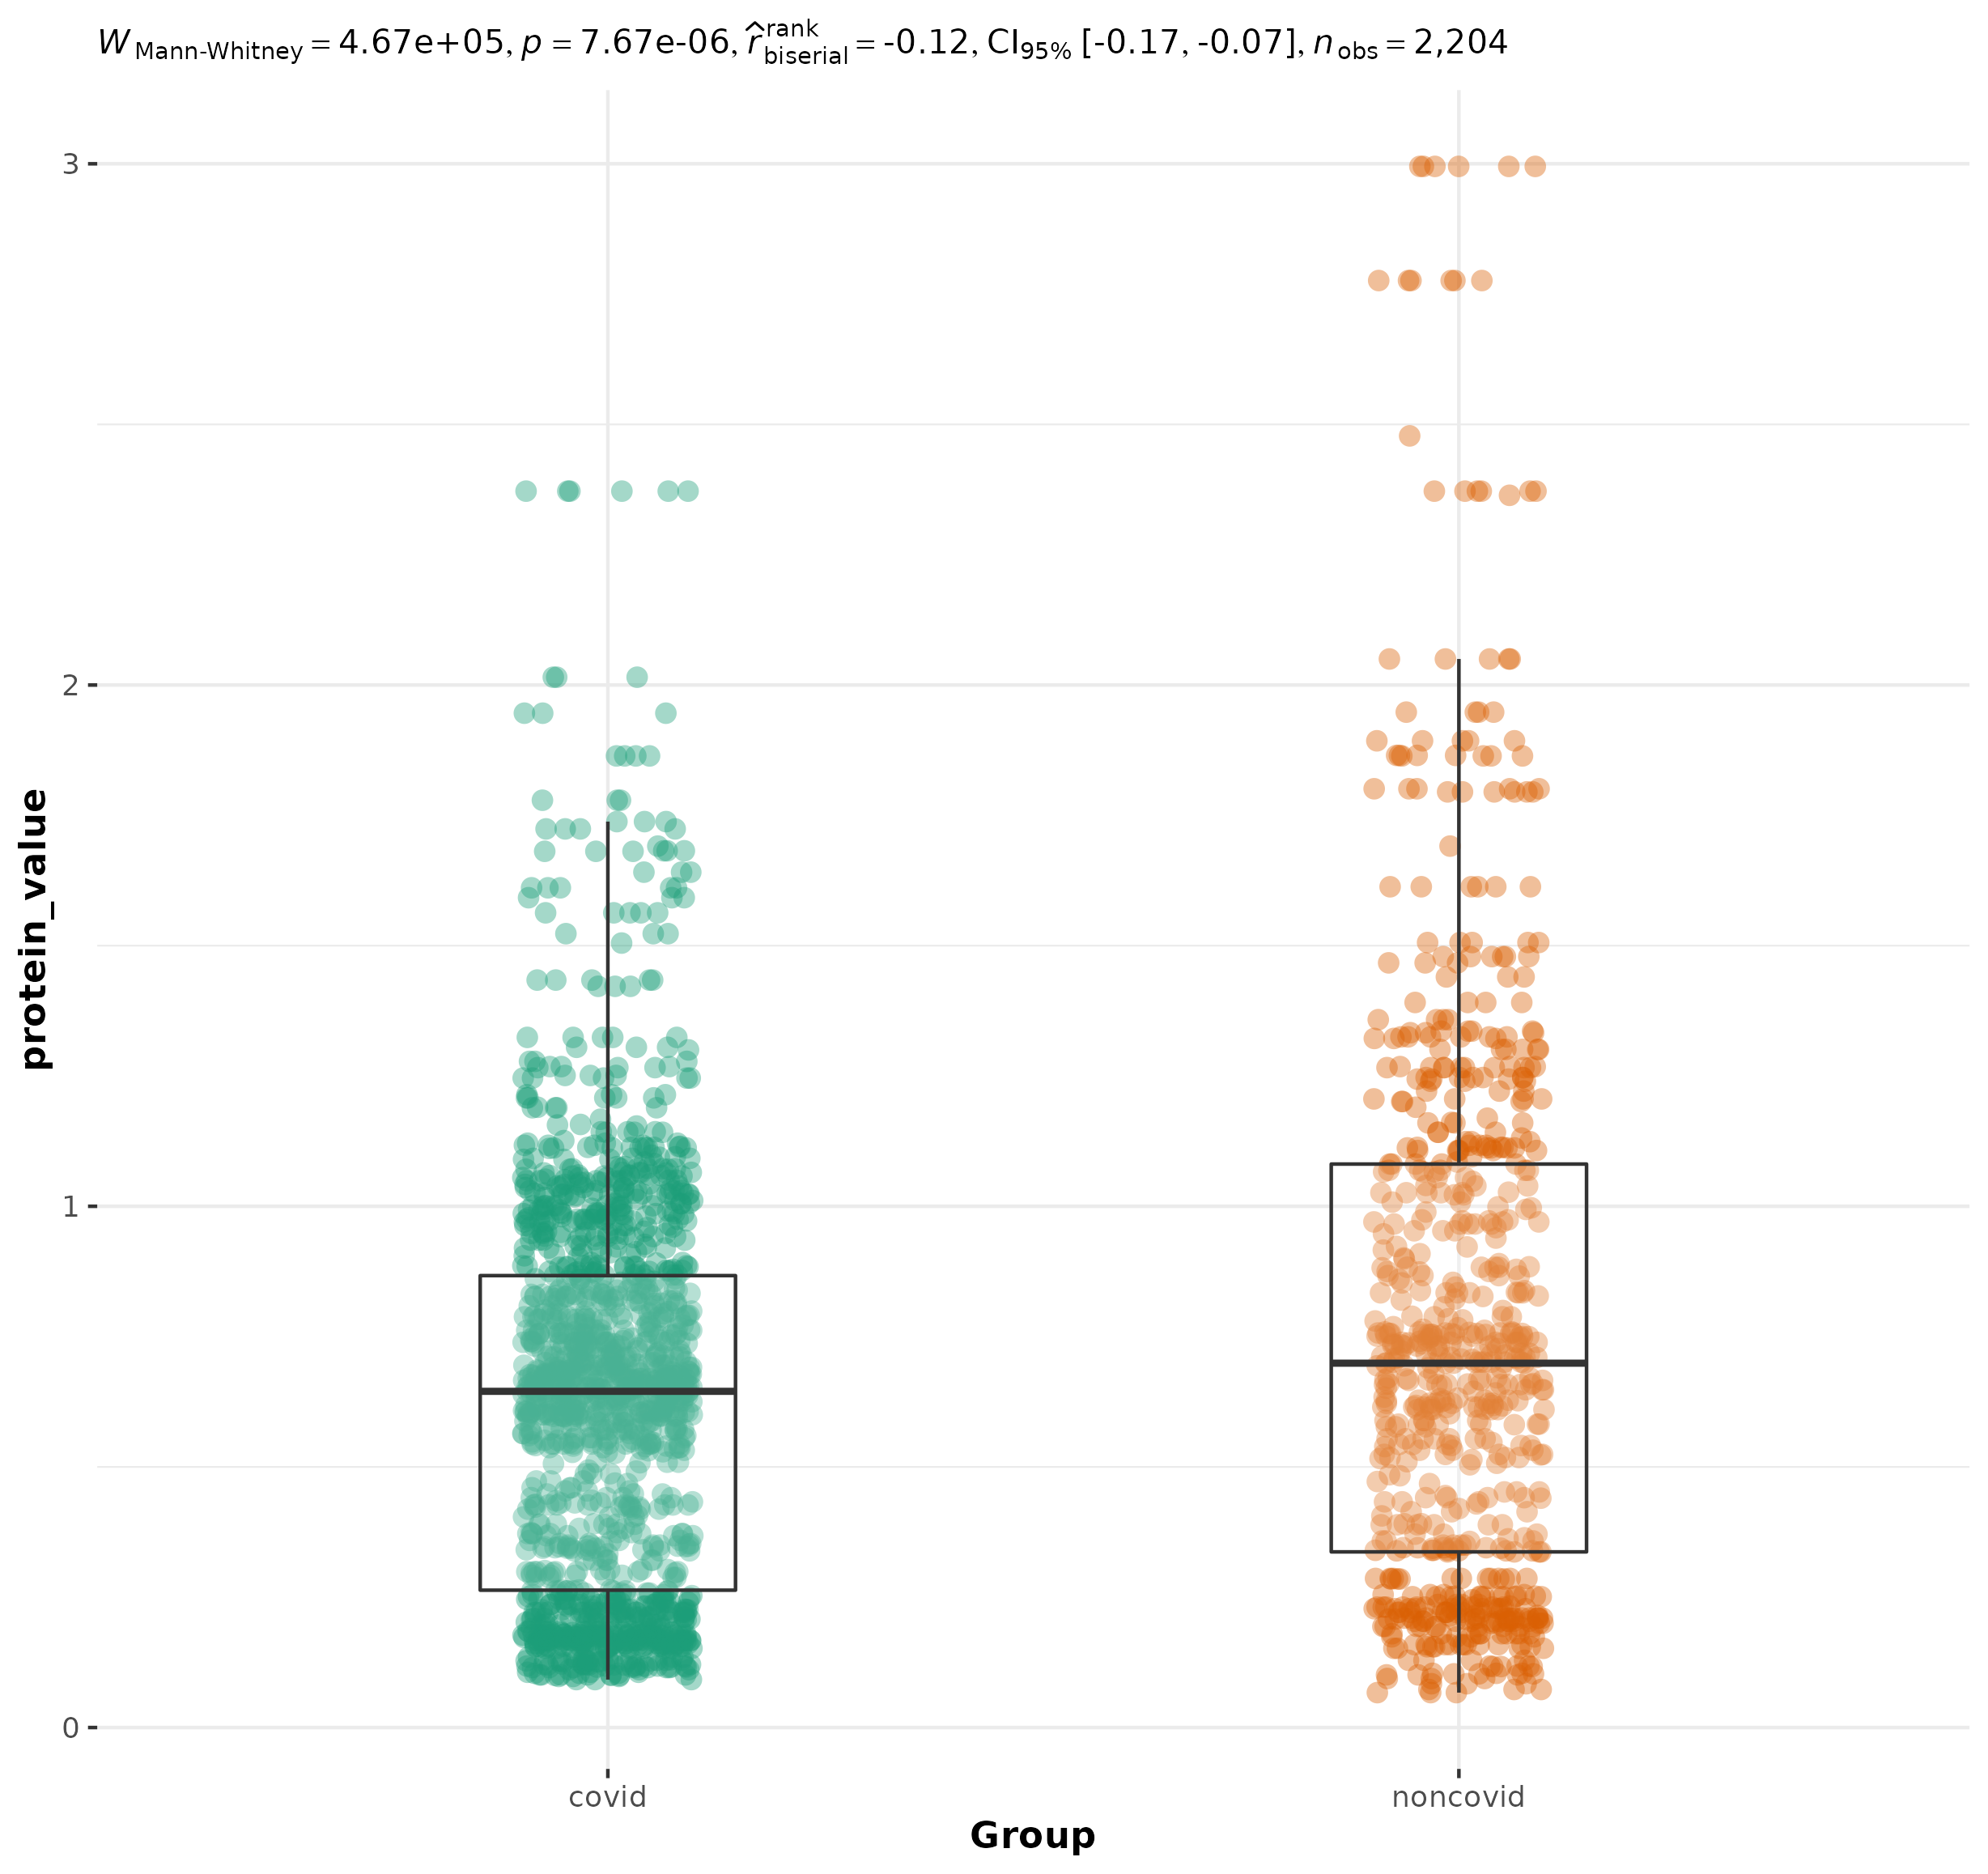 W Mann-Whitney = 4.67e+05, p = 7.67e-06, r̂ rank biserial = -0.12, CI95% [-0.17, -0.07], n obs = 2,204
3
2
1
0
protein_value
covid noncovid
Group